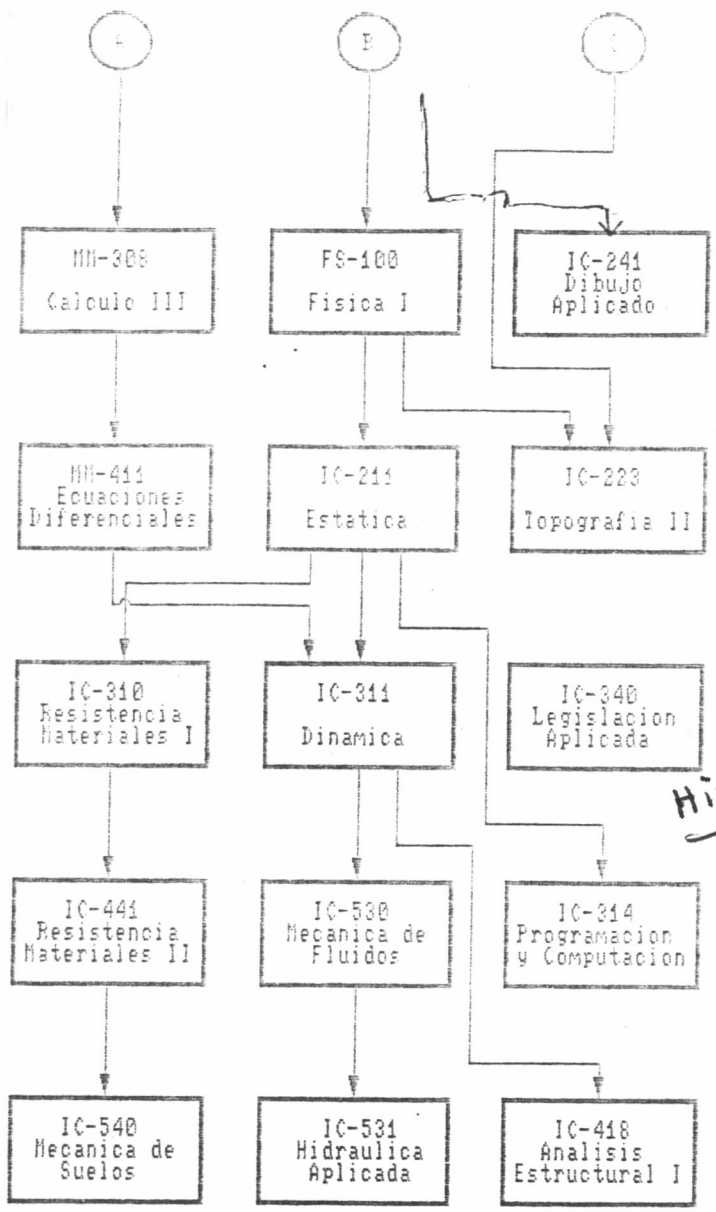 A
B
C
MM-308
Calculo III
FS-100
Fisica I
IC-241
Dibujo
Aplicado
MM-411
Ecuaciones
Diferenciales
IC-211
Estatica
IC-223
Topografia II
IC-310
Resistencia
Materiales I
IC-311
Dinamica
IC-340
Legislacion
Aplicada
Hi
IC-441
Resistencia
Materiales II
IC-530
Mecanica de
Fluidos
IC-314
Programacion
y Computacion
IC-540
Mecanica de
Suelos
IC-531
Hidraulica
Aplicada
IC-418
Analisis
Estructural I